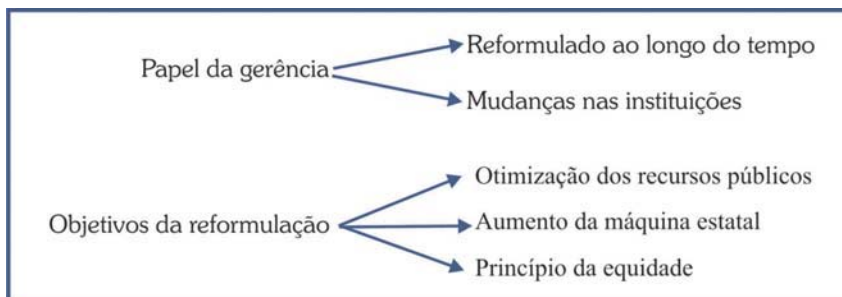 Papel da gerência
Reformulado ao longo do tempo
Mudanças nas instituições
Objetivos da reformulação
Otimização dos recursos públicos
Aumento da máquina estatal
Princípio da equidade